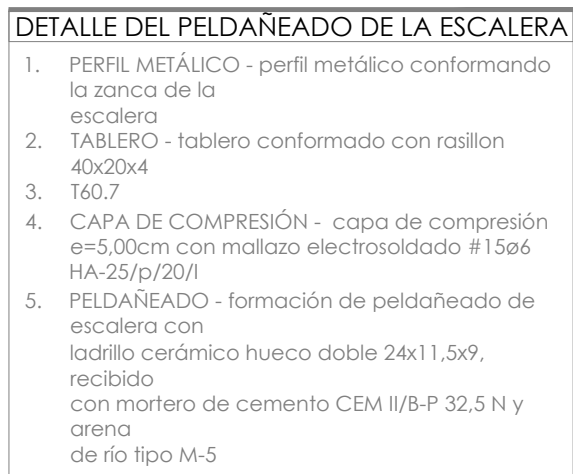 DETALLE DEL PELDAÑEADO DE LA ESCALERA
1. PERFIL METÁLICO - perfil metálico conformando
la zanca de la
escalera
2. TABLERO - tablero conformado con rasillon
40x20x4
3. T60.7
4. CAPA DE COMPRESIÓN - capa de compresión
e=5,00cm con mallazo electrosoldado #15ø6
HA-25/p/20/I
5. PELDAÑEADO - formación de peldañeado de
escalera con
ladrillo cerámico hueco doble 24x11,5x9,
recibido
con mortero de cemento CEM II/B-P 32,5 N y
arena
de río tipo M-5